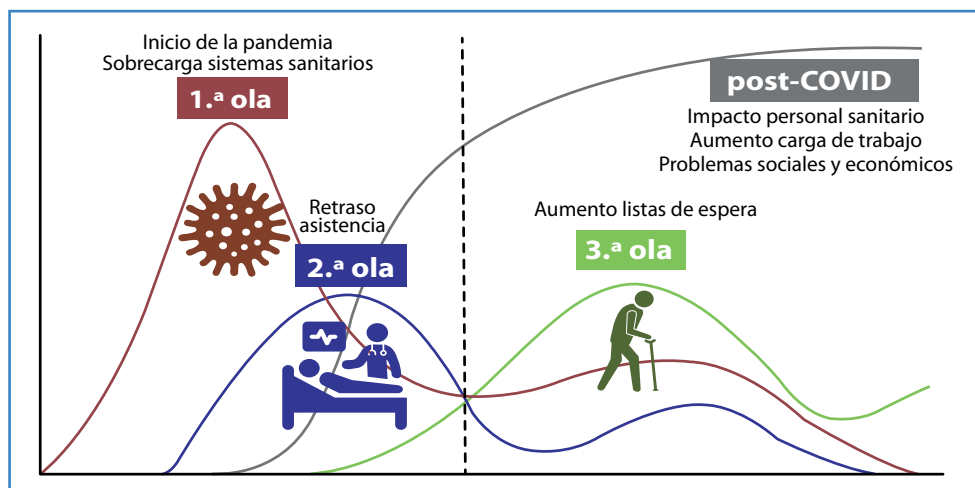 Inicio de la pandemia
Sobrecarga sistemas sanitarios
1.ª ola
Retraso
asistencia
2.ª ola
Aumento listas de espera
3.ª ola
post-COVID
Impacto personal sanitario
Aumento carga de trabajo
Problemas sociales y económicos